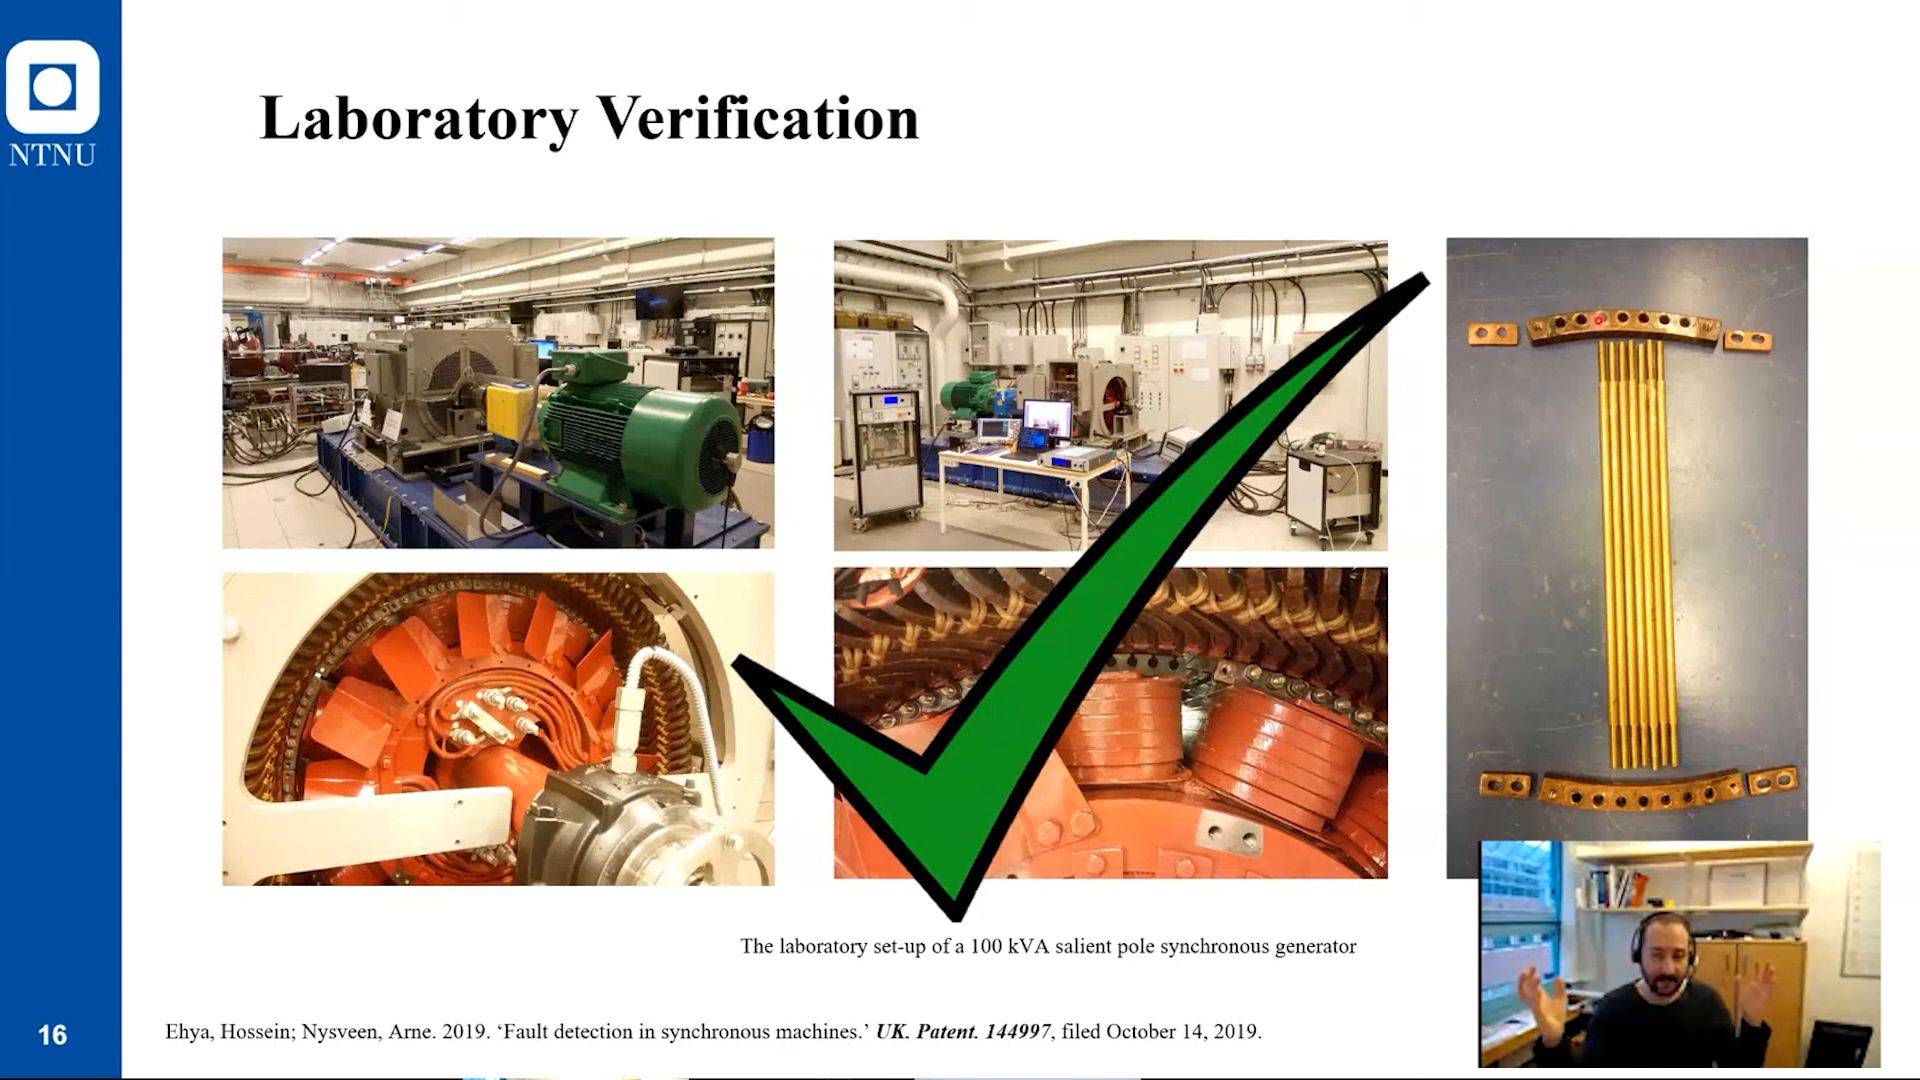 NTNU
Laboratory Verification
The laboratory set-up of a 100 kVA salient pole synchronous generator
16
Ehya, Hossein; Nysveen, Arne. 2019. ‘Fault detection in synchronous machines.’ UK. Patent. 144997, filed October 14, 2019.